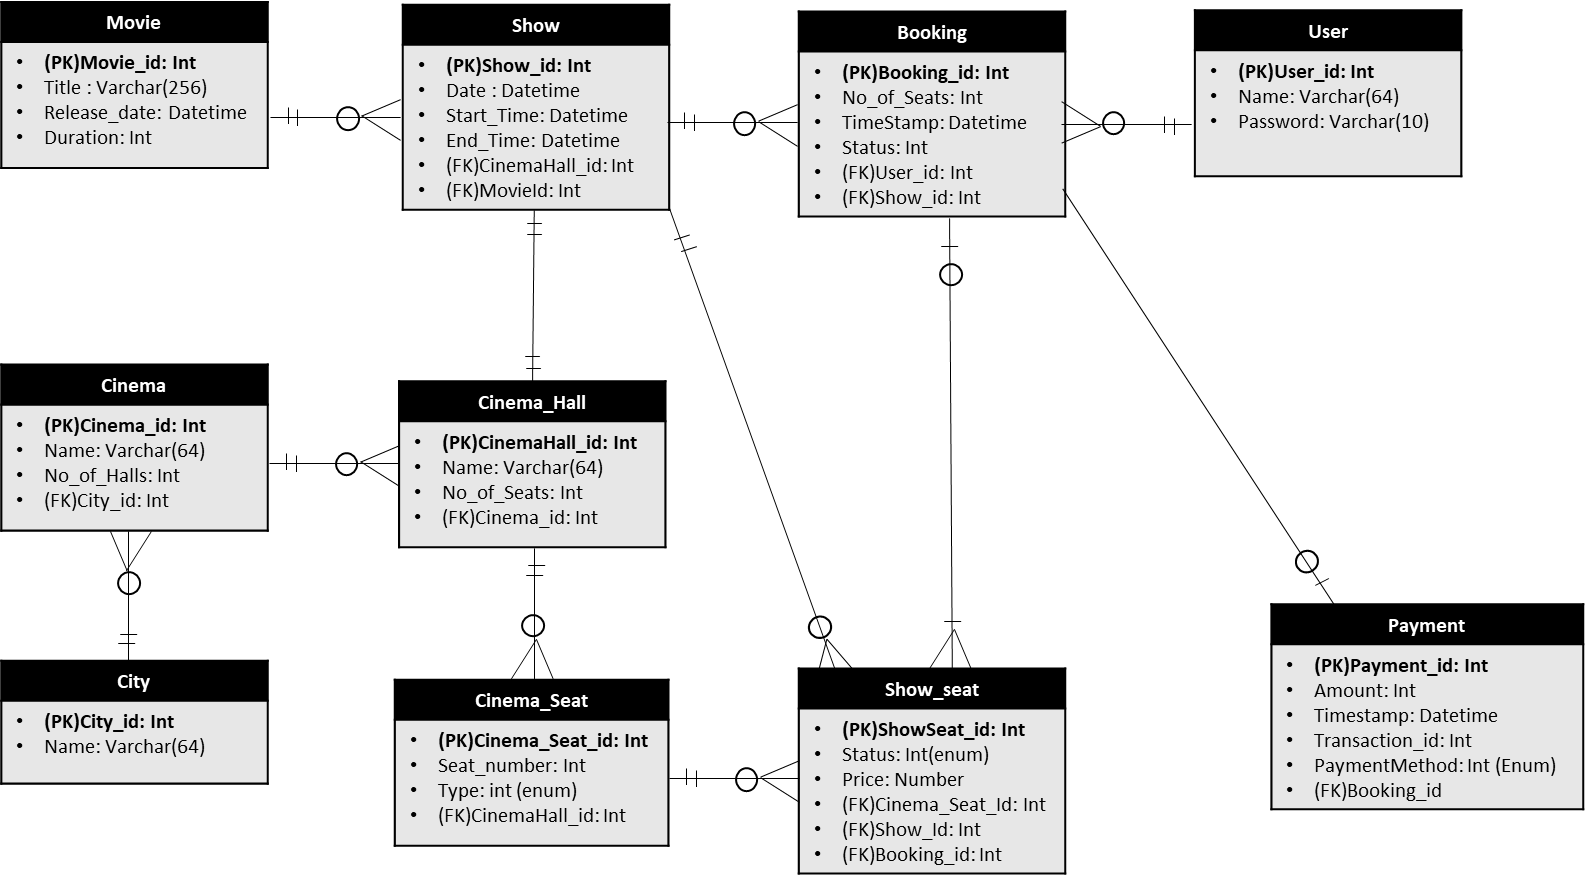 Movie
• (PK)Movie_id: Int
• Title : Varchar(256)
• Release_date: Datetime
• Duration: Int
Show
• (PK)Show_id: Int
• Date : Datetime
• Start_Time: Datetime
• End_Time: Datetime
• (FK)CinemaHall_id: Int
• (FK)MovieId: Int
Booking
• (PK)Booking_id: Int
• No_of_Seats: Int
• TimeStamp: Datetime
• Status: Int
• (FK)User_id: Int
• (FK)Show_id: Int
User
• (PK)User_id: Int
• Name: Varchar(64)
• Password: Varchar(10)
Cinema
• (PK)Cinema_id: Int
• Name: Varchar(64)
• No_of_Halls: Int
• (FK)City_id: Int
Cinema_Hall
• (PK)CinemaHall_id: Int
• Name: Varchar(64)
• No_of_Seats: Int
• (FK)Cinema_id: Int
City
• (PK)City_id: Int
• Name: Varchar(64)
Cinema_Seat
• (PK)Cinema_Seat_id: Int
• Seat_number: Int
• Type: int (enum)
• (FK)CinemaHall_id: Int
Show_seat
• (PK)ShowSeat_id: Int
• Status: Int(enum)
• Price: Number
• (FK)Cinema_Seat_Id: Int
• (FK)Show_Id: Int
• (FK)Booking_id: Int
Payment
• (PK)Payment_id: Int
• Amount: Int
• Timestamp: Datetime
• Transaction_id: Int
• PaymentMethod: Int (Enum)
• (FK)Booking_id